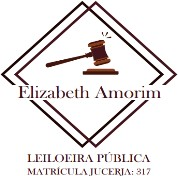 Elizabeth Amorim
LEILOEIRA PÚBLICA
MATRÍCULA JUCERJA: 317